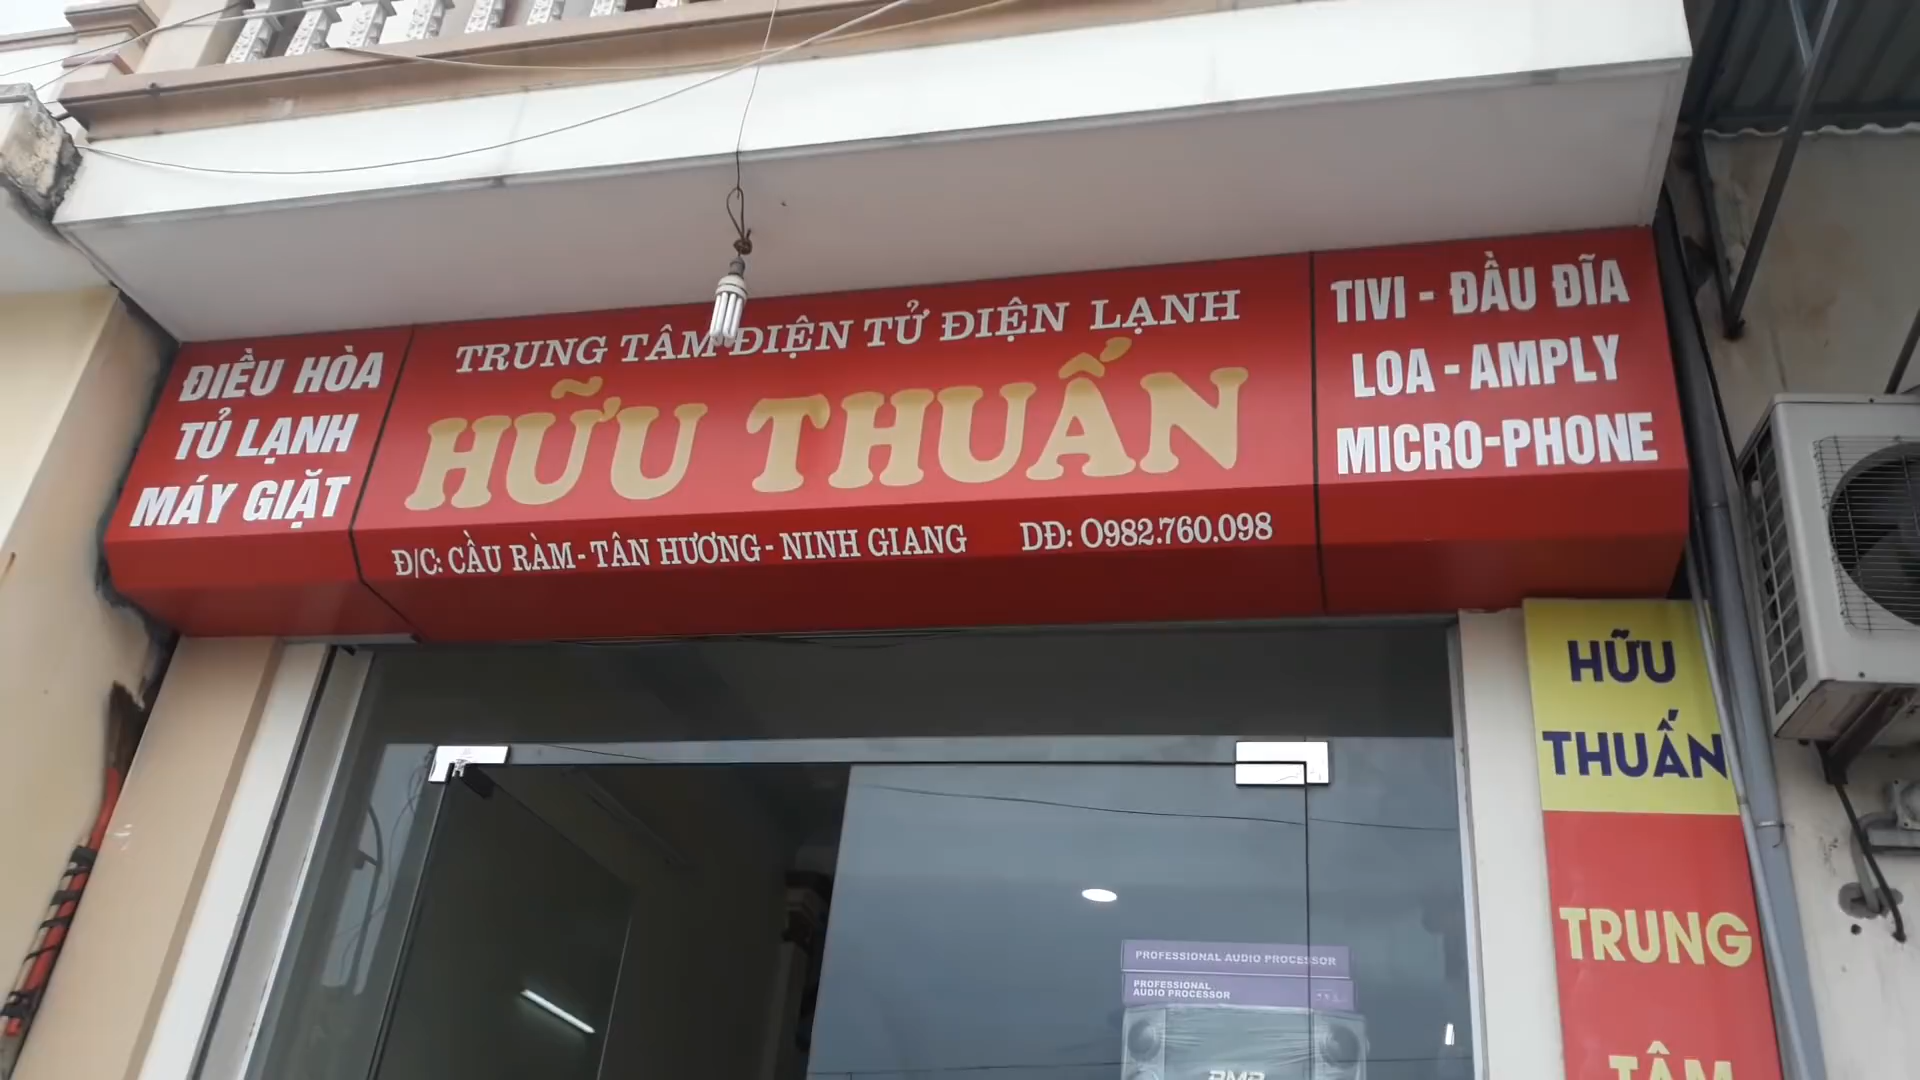 ĐIỀU HÒA
TỦ LẠNH
MÁY GIẶT
TRUNG TÂM ĐIỆN TỬ ĐIỆN LẠNH
HỮU THUẤN
Đ/C: CẦU RÀM - TÂN HƯƠNG - NINH GIANG DĐ: 0982.760.098
TIVI - ĐẦU ĐĨA
LOA - AMPLY
MICRO-PHONE
HỮU
THUẤN
TRUNG
TÂM
PROFESSIONAL AUDIO PROCESSOR
PROFESSIONAL
AUDIO PROCESSOR